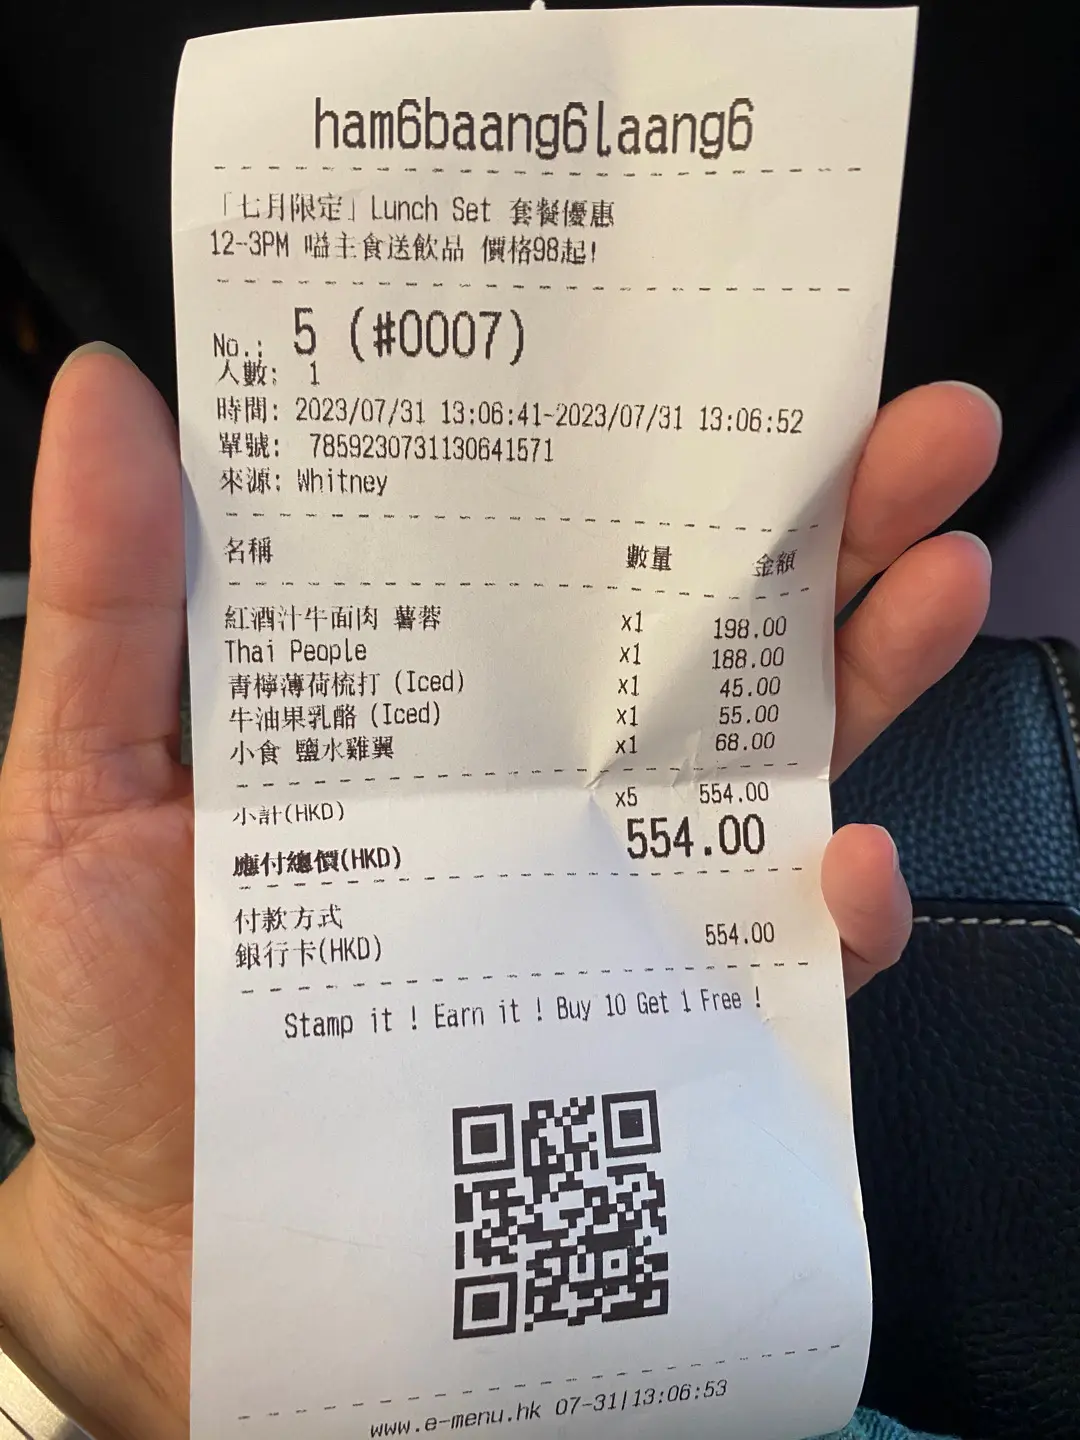 ham6baang6laang6
「七月限定」Lunch Set 套餐優惠
12-3PM 嗌主食送飲品 價格98起!
No.: 5 (#0007)
人數: 1
時間: 2023/07/31 13:06:41-2023/07/31 13:06:52
單號: 7859230731130641571
來源: Whitney
名稱 數量 金額
紅酒汁牛面肉 薯蓉 x1 198.00
Thai People x1 188.00
青檸薄荷梳打 (Iced) x1 45.00
牛油果乳酪 (Iced) x1 55.00
小食 鹽水雞翼 x1 68.00
小計(HKD) x5 554.00
應付總價(HKD) 554.00
付款方式
銀行卡(HKD) 554.00
Stamp it ! Earn it ! Buy 10 Get 1 Free !
www.e-menu.hk 07-31|13:06:53